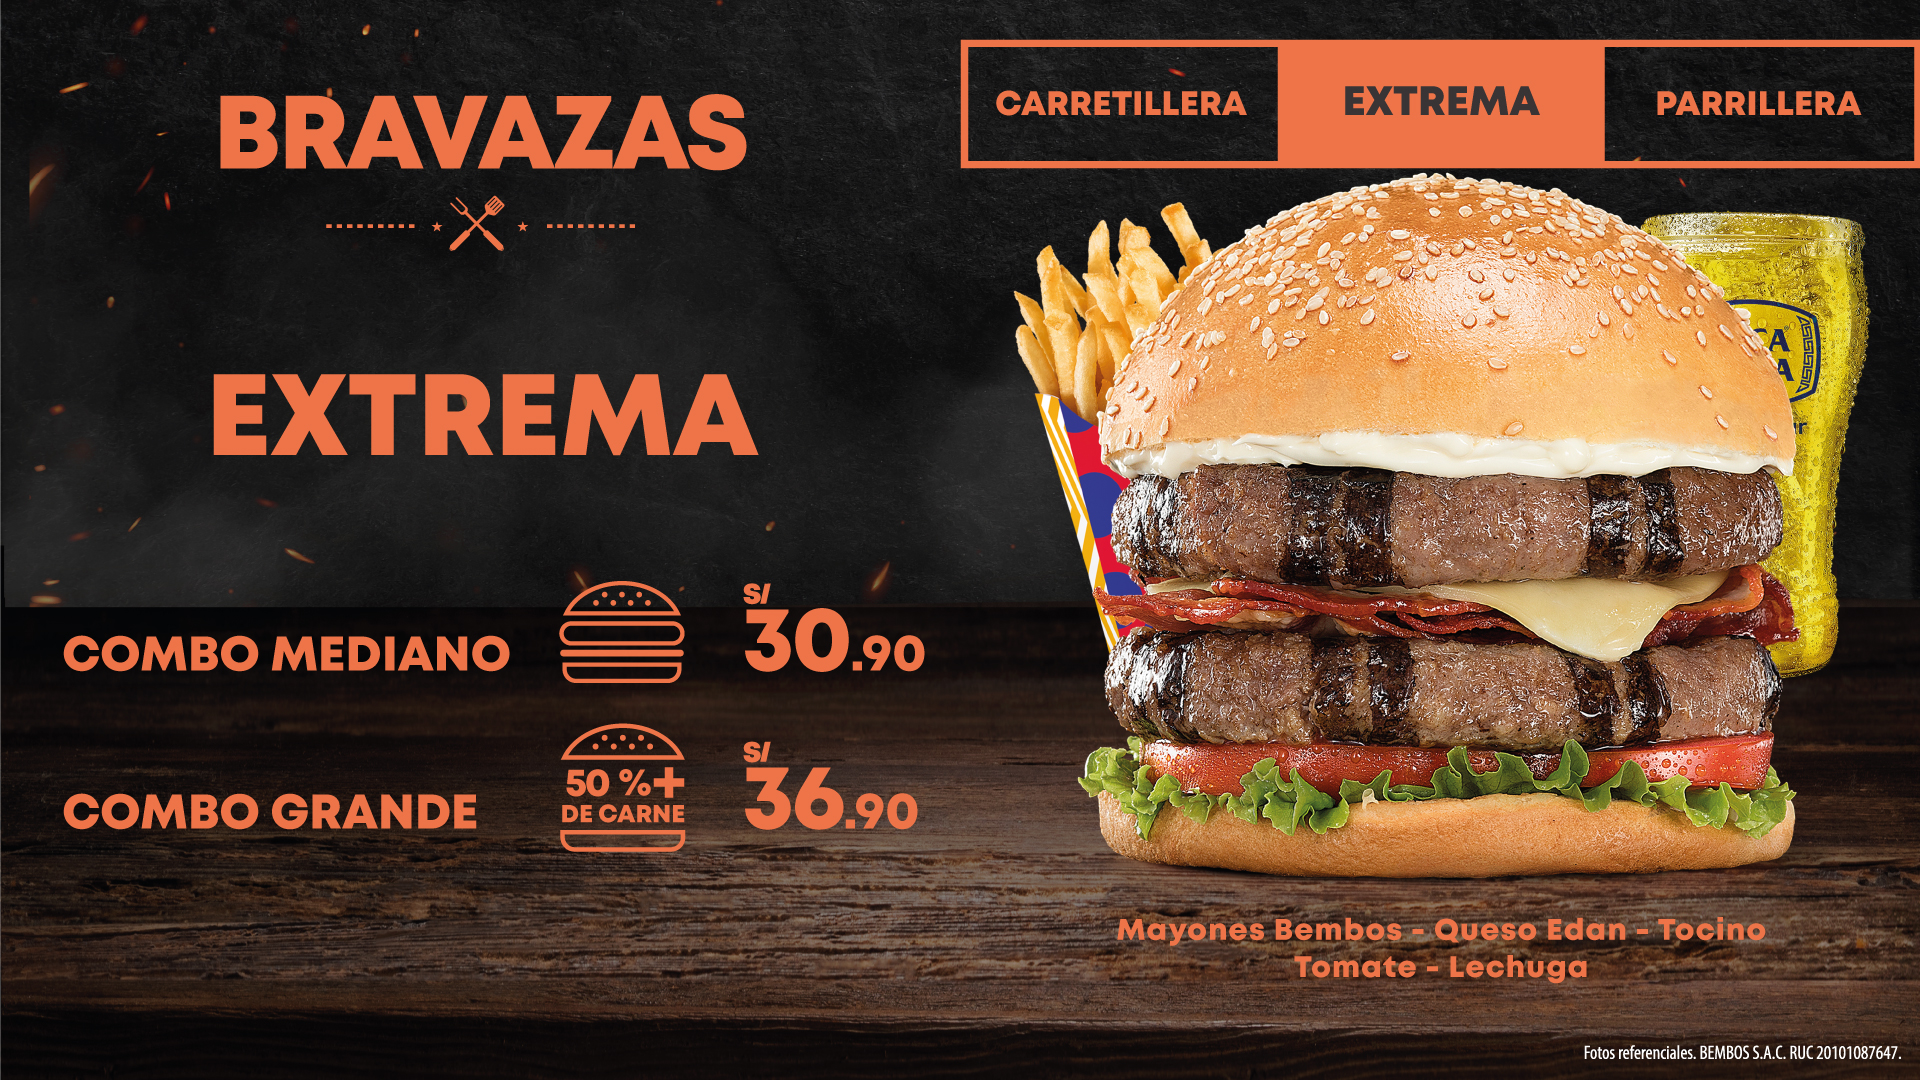 BRAVAZAS
CARRETILLERA
EXTREMA
PARRILLERA
EXTREMA
COMBO MEDIANO
S/
30.90
COMBO GRANDE
50 %+
DE CARNE
S/
36.90
Mayones Bembos - Queso Edan - Tocino
Tomate - Lechuga
Fotos referenciales. BEMBOS S.A.C. RUC 20101087647.